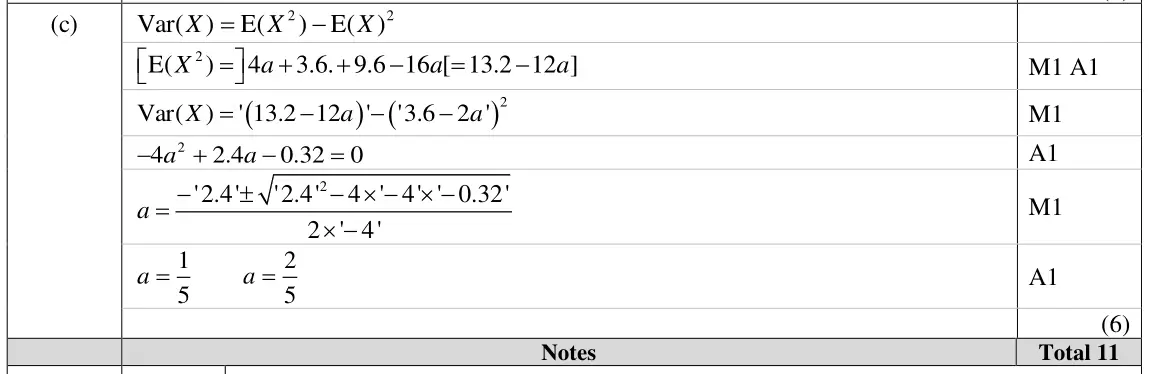 (c) Var(X) = E(X²) − E(X)²
[E(X²) =] 4a + 3.6. + 9.6 − 16a[= 13.2 − 12a] M1 A1
Var(X) = '(13.2 − 12a)' − ('3.6 − 2a')² M1
−4a² + 2.4a − 0.32 = 0 A1
a = (−'2.4' ± √('2.4'² − 4 × '−4' × '−0.32')) / (2 × '−4') M1
a = 1/5 a = 2/5 A1
(6)
Notes Total 11